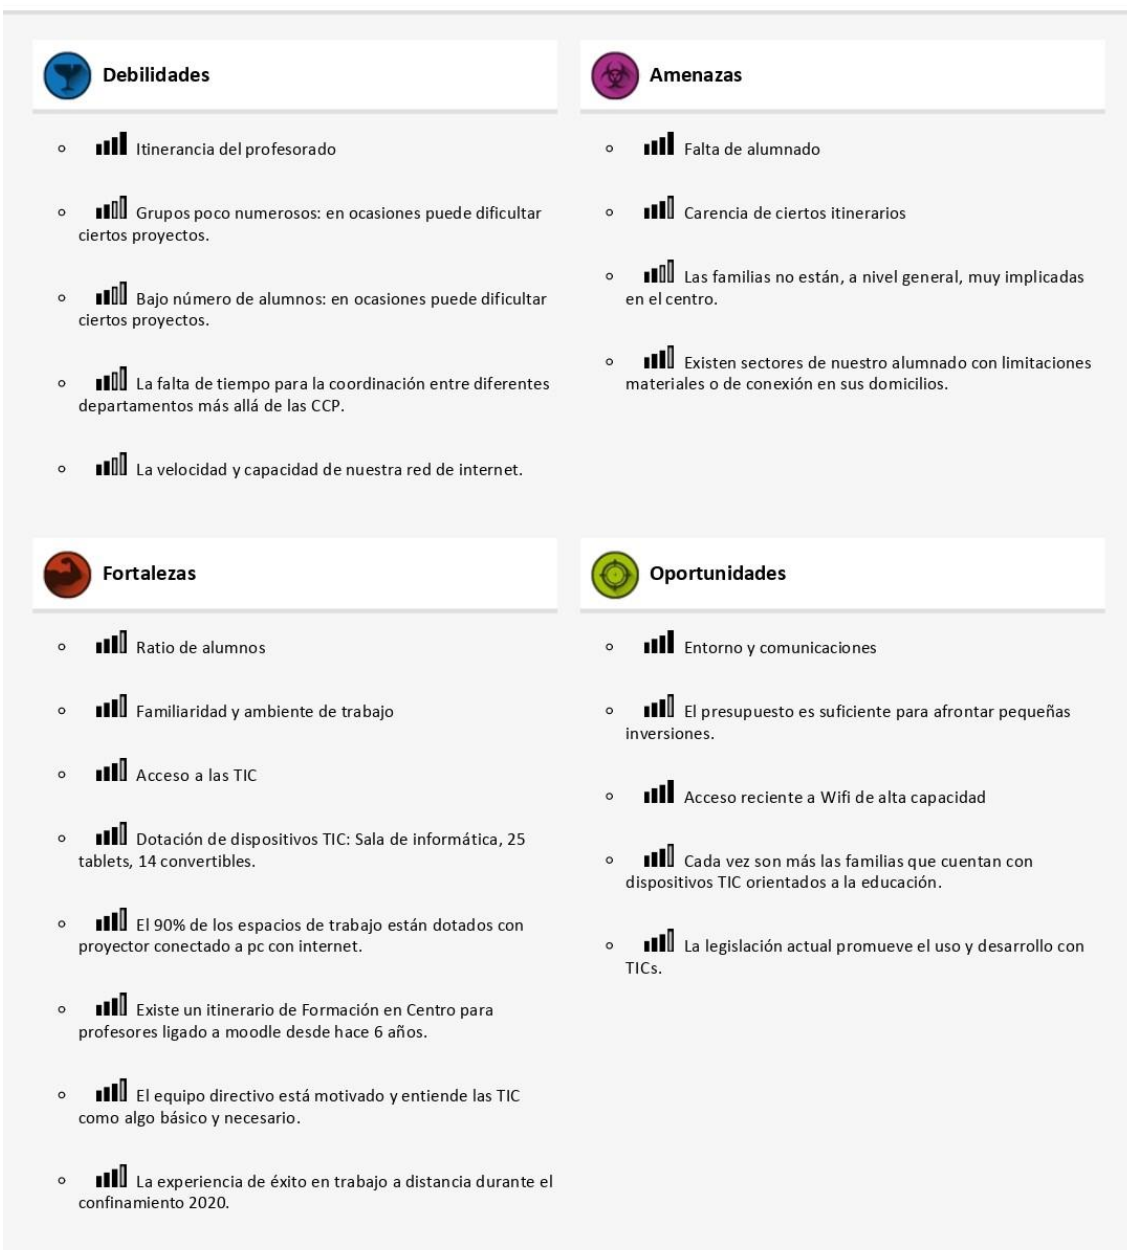 Debilidades
Itinerancia del profesorado
Grupos poco numerosos: en ocasiones puede dificultar
ciertos proyectos.
Bajo número de alumnos: en ocasiones puede dificultar
ciertos proyectos.
La falta de tiempo para la coordinación entre diferentes
departamentos más allá de las CCP.
La velocidad y capacidad de nuestra red de internet.
Amenazas
Falta de alumnado
Carencia de ciertos itinerarios
Las familias no están, a nivel general, muy implicadas
en el centro.
Existen sectores de nuestro alumnado con limitaciones
materiales o de conexión en sus domicilios.
Fortalezas
Ratio de alumnos
Familiaridad y ambiente de trabajo
Acceso a las TIC
Dotación de dispositivos TIC: Sala de informática, 25
tablets, 14 convertibles.
El 90% de los espacios de trabajo están dotados con
proyector conectado a pc con internet.
Existe un itinerario de Formación en Centro para
profesores ligado a moodle desde hace 6 años.
El equipo directivo está motivado y entiende las TIC
como algo básico y necesario.
La experiencia de éxito en trabajo a distancia durante el
confinamiento 2020.
Oportunidades
Entorno y comunicaciones
El presupuesto es suficiente para afrontar pequeñas
inversiones.
Acceso reciente a Wifi de alta capacidad
Cada vez son más las familias que cuentan con
dispositivos TIC orientados a la educación.
La legislación actual promueve el uso y desarrollo con
TICs.